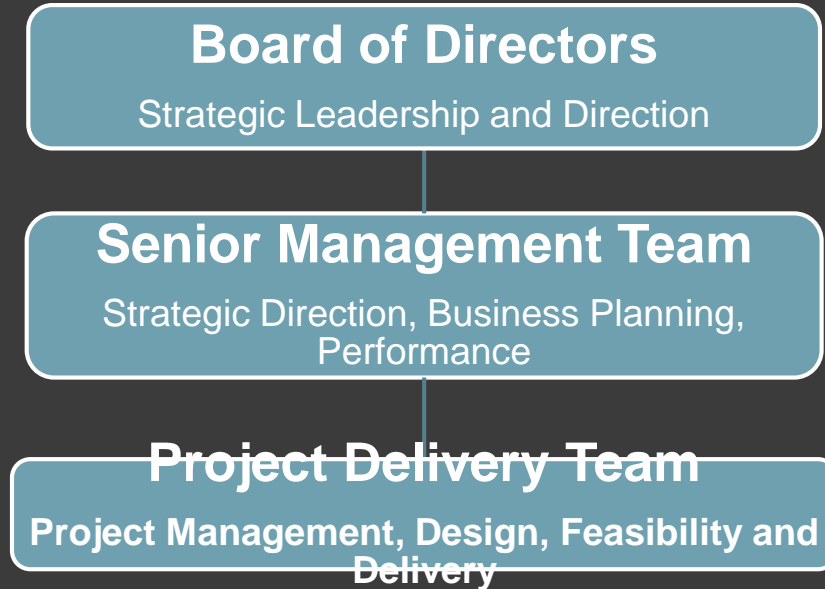 Board of Directors
Strategic Leadership and Direction
Senior Management Team
Strategic Direction, Business Planning,
Performance
Project Delivery Team
Project Management, Design, Feasibility and
Delivery